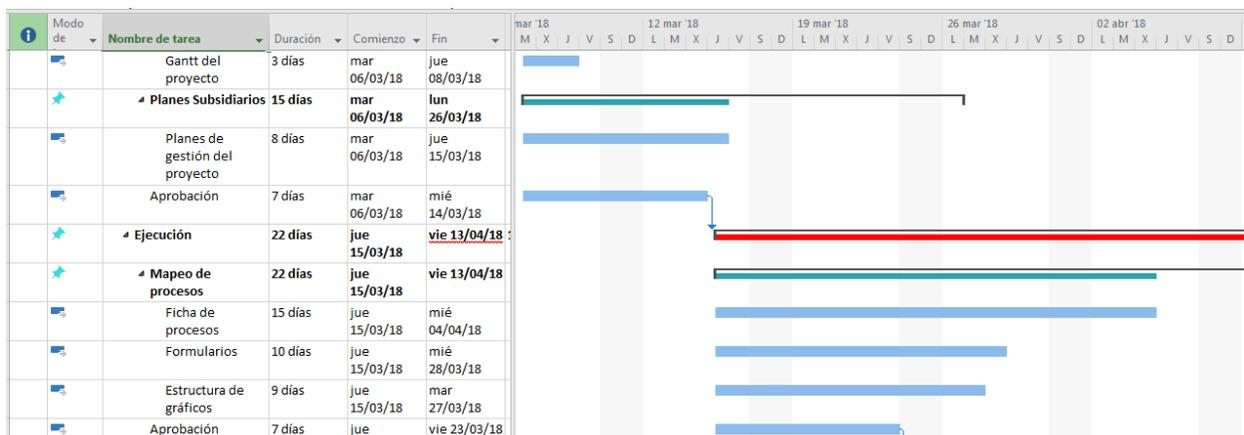 Modo de
Nombre de tarea
Duración
Comienzo
Fin
mar '18
12 mar '18
19 mar '18
26 mar '18
02 abr '18
M X J V S D L M X J V S D L M X J V S D L M X J V S D L M X J V S D
Gantt del proyecto
3 días
mar 06/03/18
jue 08/03/18
Planes Subsidiarios
15 días
mar 06/03/18
lun 26/03/18
Planes de gestión del proyecto
8 días
mar 06/03/18
jue 15/03/18
Aprobación
7 días
mar 06/03/18
mié 14/03/18
Ejecución
22 días
jue 15/03/18
vie 13/04/18
Mapeo de procesos
22 días
jue 15/03/18
vie 13/04/18
Ficha de procesos
15 días
jue 15/03/18
mié 04/04/18
Formularios
10 días
jue 15/03/18
mié 28/03/18
Estructura de gráficos
9 días
jue 15/03/18
mar 27/03/18
Aprobación
7 días
jue
vie 23/03/18